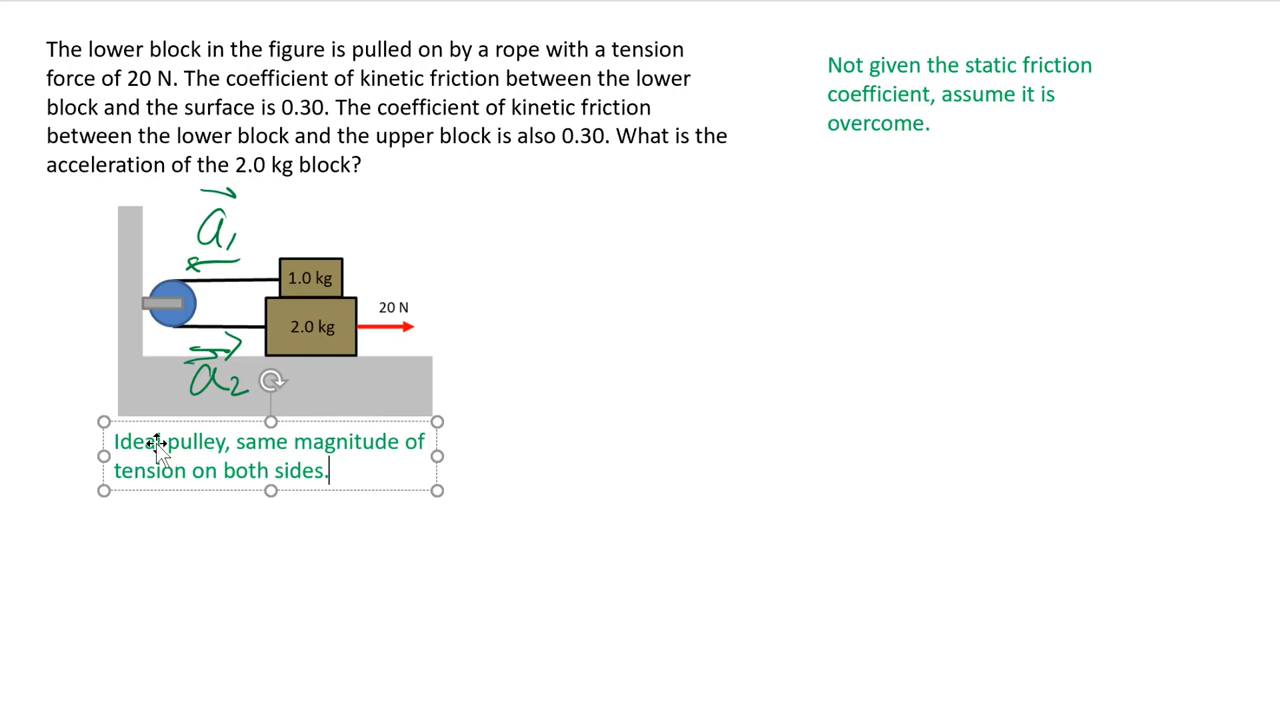 The lower block in the figure is pulled on by a rope with a tension
force of 20 N. The coefficient of kinetic friction between the lower
block and the surface is 0.30. The coefficient of kinetic friction
between the lower block and the upper block is also 0.30. What is the
acceleration of the 2.0 kg block?
Not given the static friction
coefficient, assume it is
overcome.
a₁
1.0 kg
20 N
2.0 kg
a₂
Ideal pulley, same magnitude of
tension on both sides.